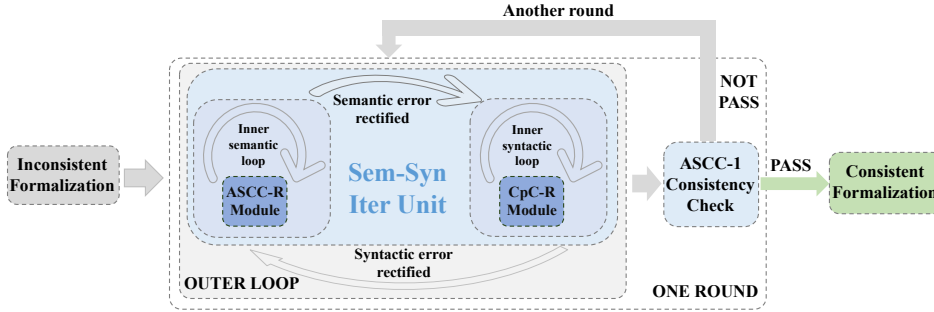 Another round
NOT
PASS
Semantic error
rectified
Inner
semantic
loop
Inner
syntactic
loop
Inconsistent
Formalization
Sem-Syn
Iter Unit
ASCC-R
Module
CpC-R
Module
ASCC-1
Consistency
Check
PASS
Consistent
Formalization
Syntactic error
rectified
OUTER LOOP
ONE ROUND